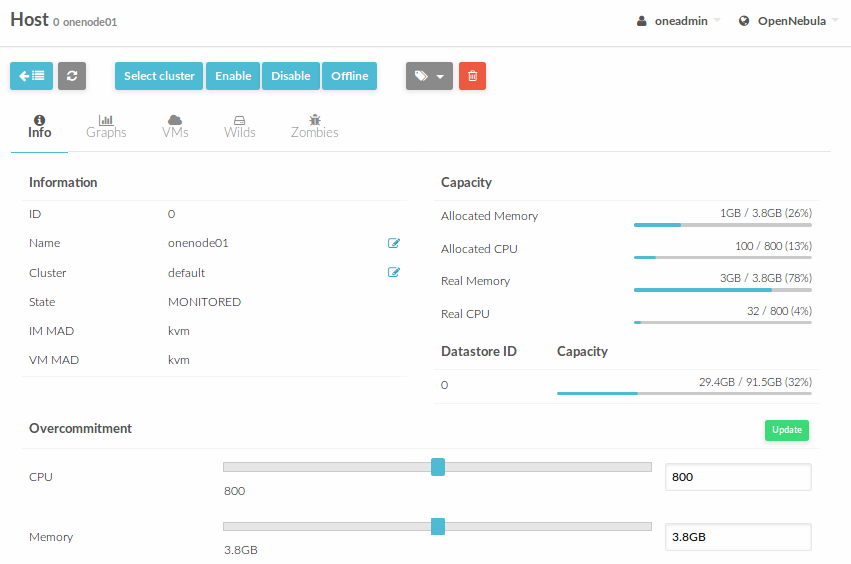 Host 0 onenode01
oneadmin OpenNebula
Select cluster Enable Disable Offline
Info Graphs VMs Wilds Zombies
Information
ID 0
Name onenode01
Cluster default
State MONITORED
IM MAD kvm
VM MAD kvm
Capacity
Allocated Memory 1GB / 3.8GB (26%)
Allocated CPU 100 / 800 (13%)
Real Memory 3GB / 3.8GB (78%)
Real CPU 32 / 800 (4%)
Datastore ID Capacity
0 29.4GB / 91.5GB (32%)
Overcommitment Update
CPU 800
800
Memory 3.8GB
3.8GB